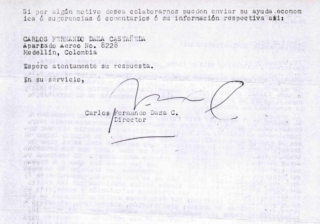 Si por algún motivo desea colaborarnos pueden enviar su ayuda econom
ica ó sugerencias ó comentarios ó su información respectiva así:
CARLOS FERNANDO DAZA CASTAÑEDA
Apartado Aereo No. 8228
Medellín, Colombia
Espero atentamente su respuesta.
En su servicio,
Carlos Fernando Daza C.
Director